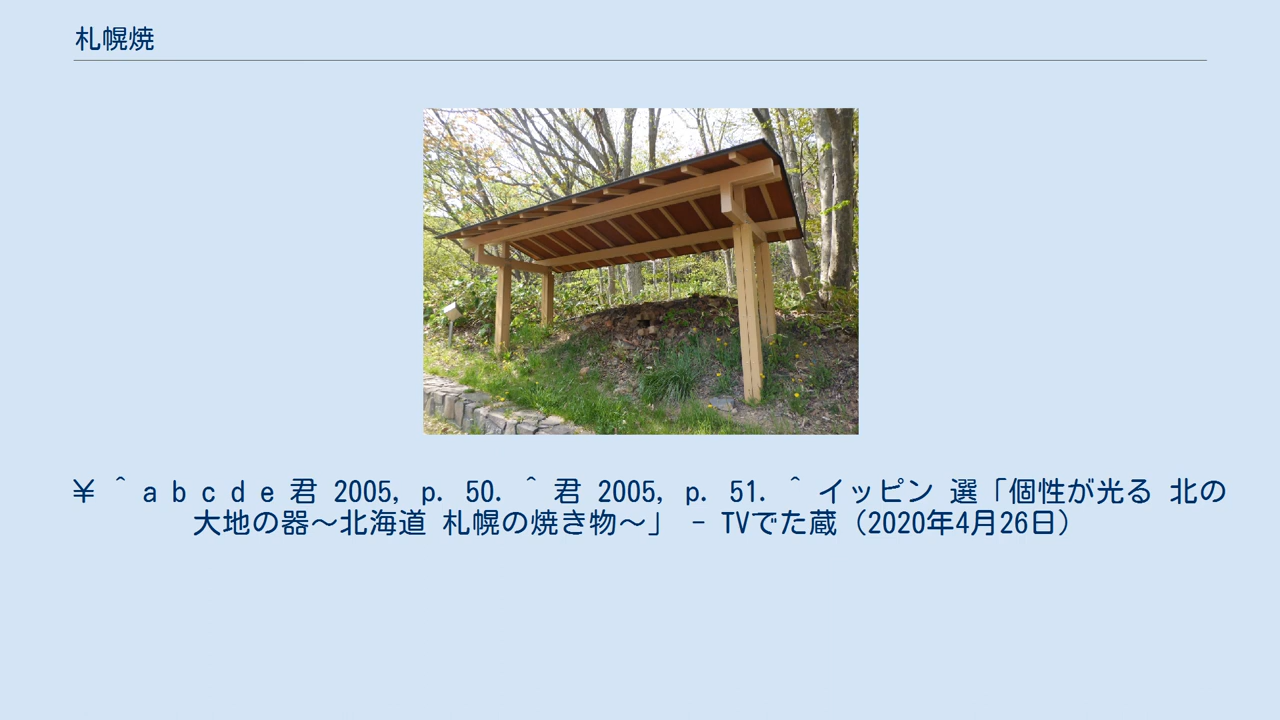 札幌焼
¥ ^ a b c d e 君 2005, p. 50. ^ 君 2005, p. 51. ^ イッピン 選「個性が光る 北の
大地の器〜北海道 札幌の焼き物〜」 - TVでた蔵（2020年4月26日）